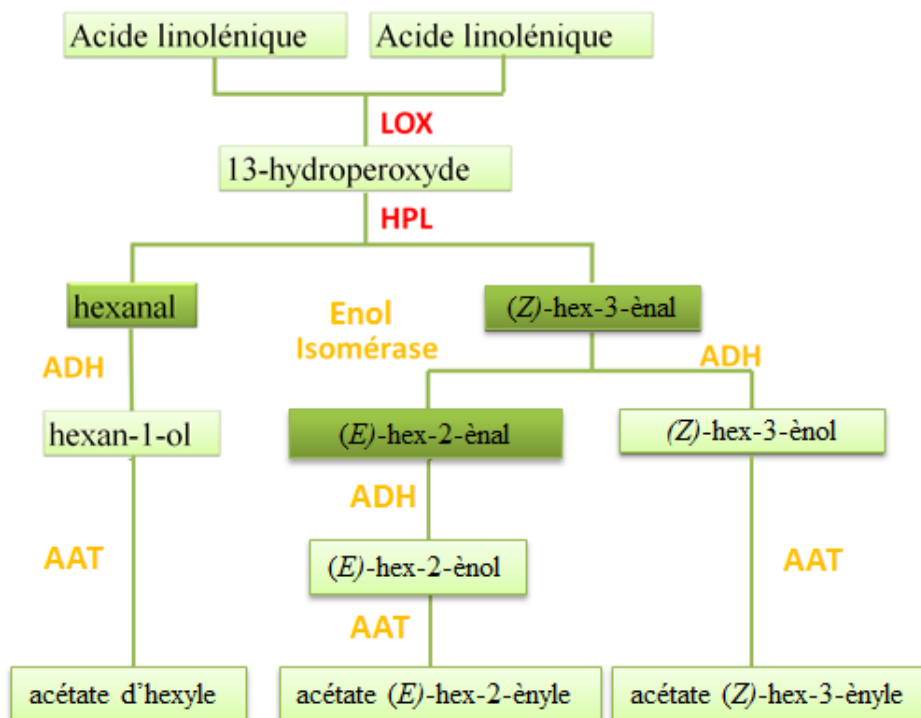 Acide linolénique
Acide linolénique
LOX
13-hydroperoxyde
HPL
hexanal
Enol
Isomérase
(Z)-hex-3-ènal
ADH
ADH
hexan-1-ol
(E)-hex-2-ènal
(Z)-hex-3-ènol
ADH
AAT
(E)-hex-2-ènol
AAT
AAT
acétate d'hexyle
acétate (E)-hex-2-ènyle
acétate (Z)-hex-3-ènyle